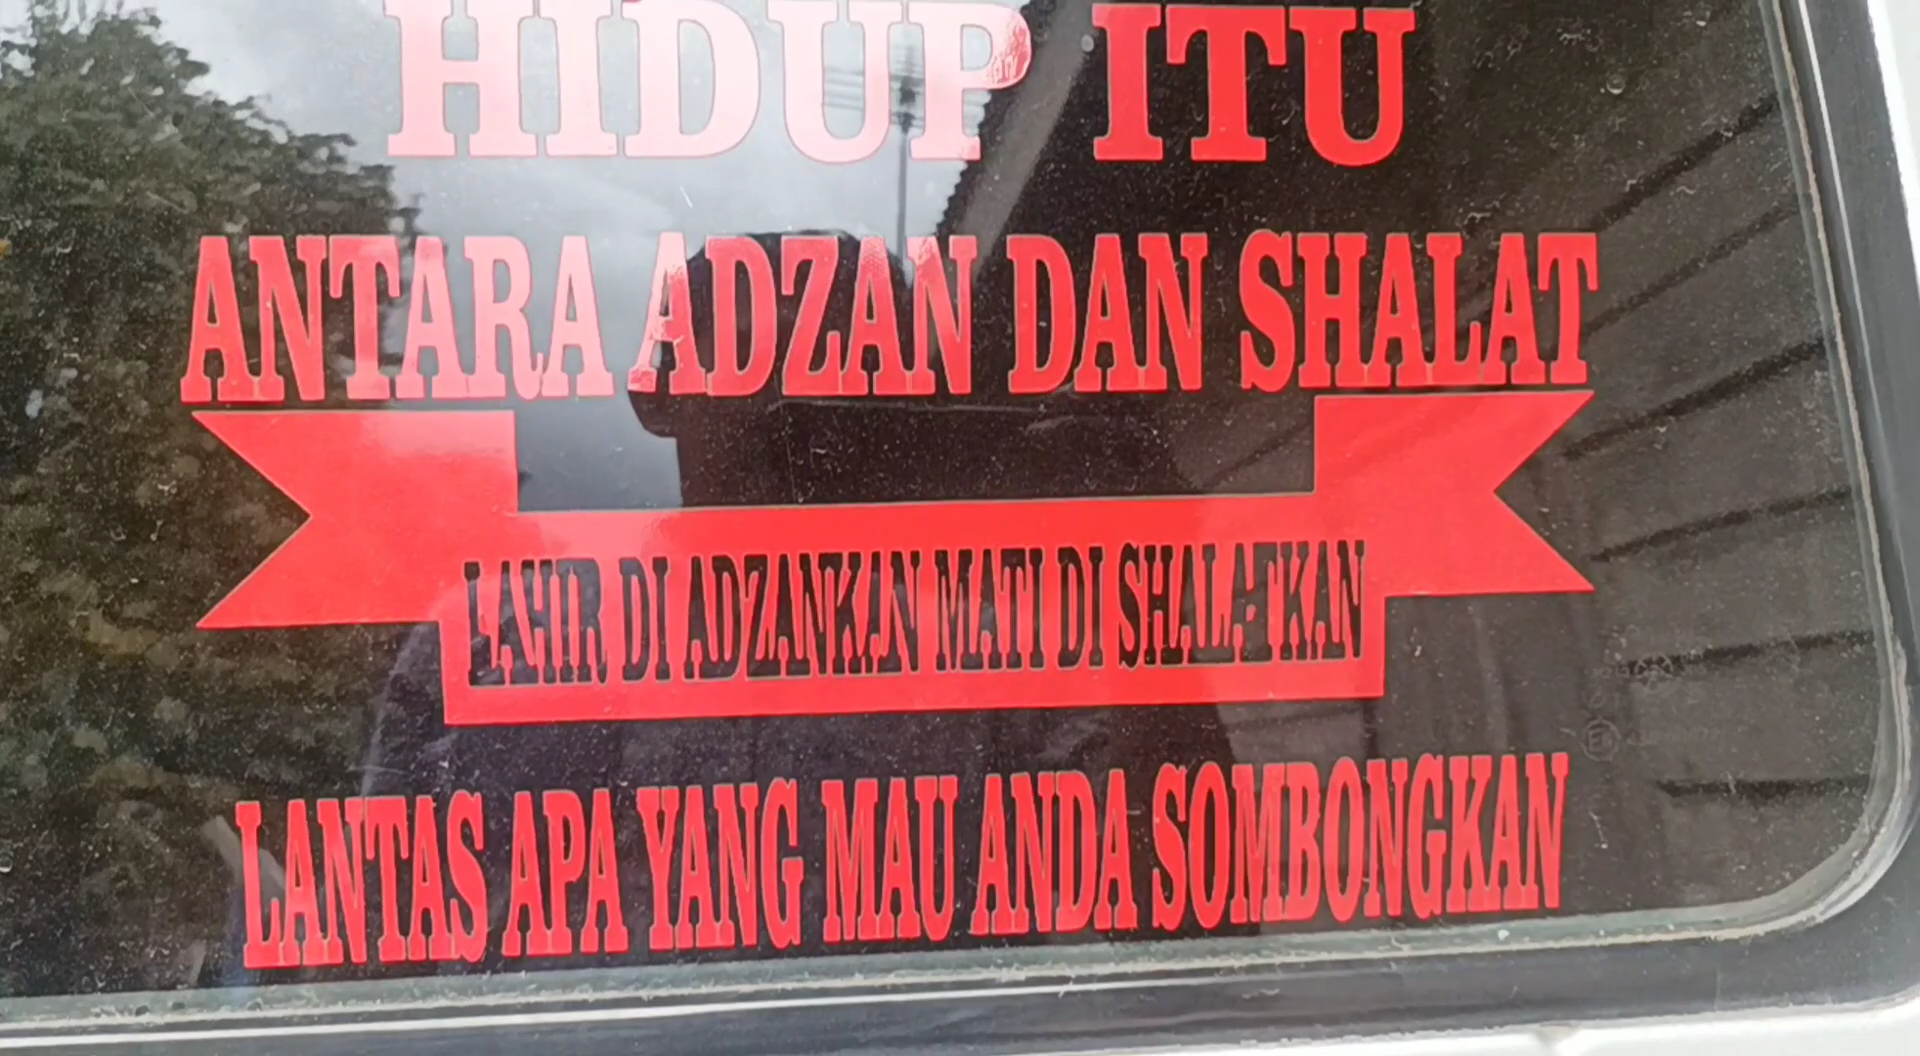 HIDUP ITU
ANTARA ADZAN DAN SHALAT
LAHIR DI ADZANKAN MATI DI SHALATKAN
LANTAS APA YANG MAU ANDA SOMBONGKAN